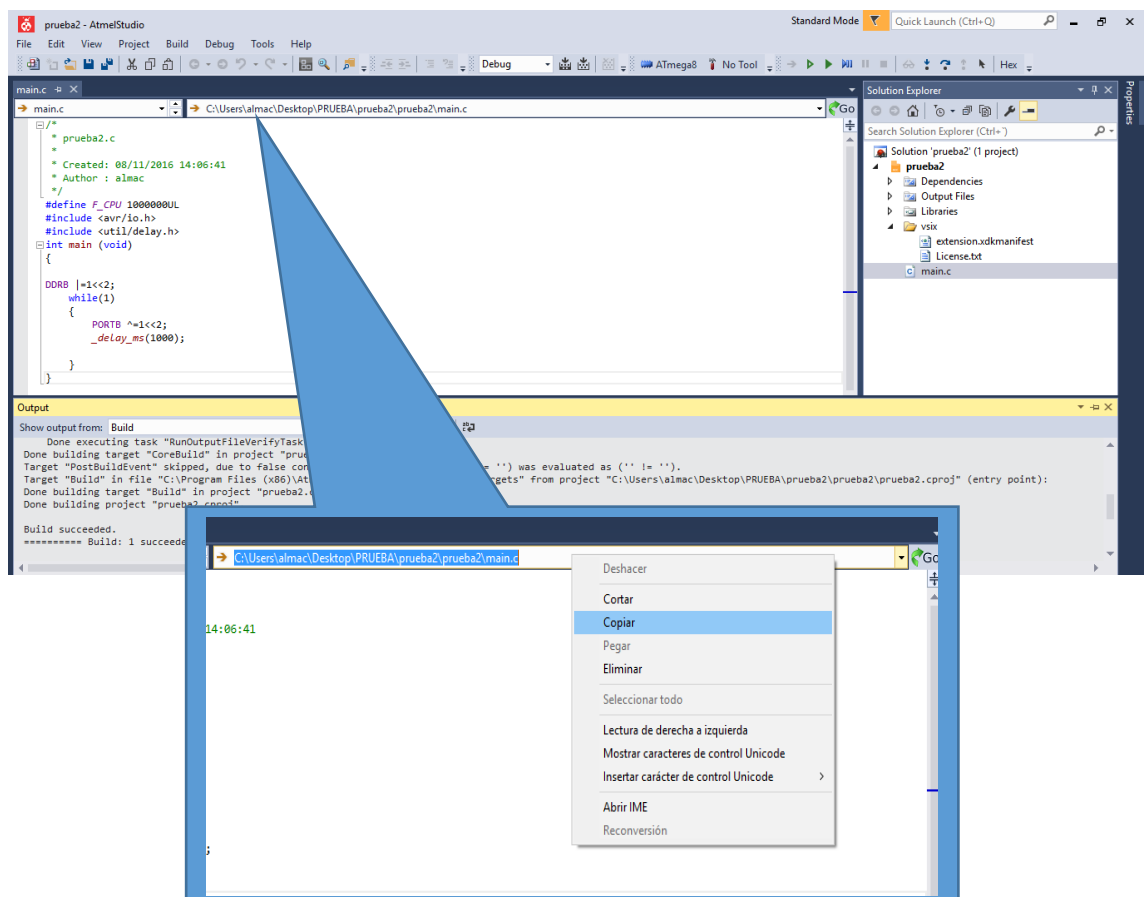 prueba2 - AtmelStudio
Standard Mode
Quick Launch (Ctrl+Q)
File Edit View Project Build Debug Tools Help
Debug
ATmega8 No Tool
Hex
main.c
main.c
C:\Users\almac\Desktop\PRUEBA\prueba2\prueba2\main.c
Go
/*
* prueba2.c
*
* Created: 08/11/2016 14:06:41
* Author : almac
*/
#define F_CPU 1000000UL
#include <avr/io.h>
#include <util/delay.h>
int main (void)
{
DDRB |=1<<2;
while(1)
{
PORTB ^=1<<2;
_delay_ms(1000);
}
}
Solution Explorer
Search Solution Explorer (Ctrl+¨)
Solution 'prueba2' (1 project)
prueba2
Dependencies
Output Files
Libraries
vsix
extension.xdkmanifest
License.txt
main.c
Properties
Output
Show output from: Build
Done executing task "RunOutputFileVerifyTask
Done building target "CoreBuild" in project "prue
Target "PostBuildEvent" skipped, due to false con = '') was evaluated as ('' != '').
Target "Build" in file "C:\Program Files (x86)\At rgets" from project "C:\Users\almac\Desktop\PRUEBA\prueba2\prueba2\prueba2.cproj" (entry point):
Done building target "Build" in project "prueba2.c
Done building project "prueba2.cproj"
Build succeeded.
========== Build: 1 succeede
C:\Users\almac\Desktop\PRUEBA\prueba2\prueba2\main.c
Go
14:06:41
;
Deshacer
Cortar
Copiar
Pegar
Eliminar
Seleccionar todo
Lectura de derecha a izquierda
Mostrar caracteres de control Unicode
Insertar carácter de control Unicode
Abrir IME
Reconversión